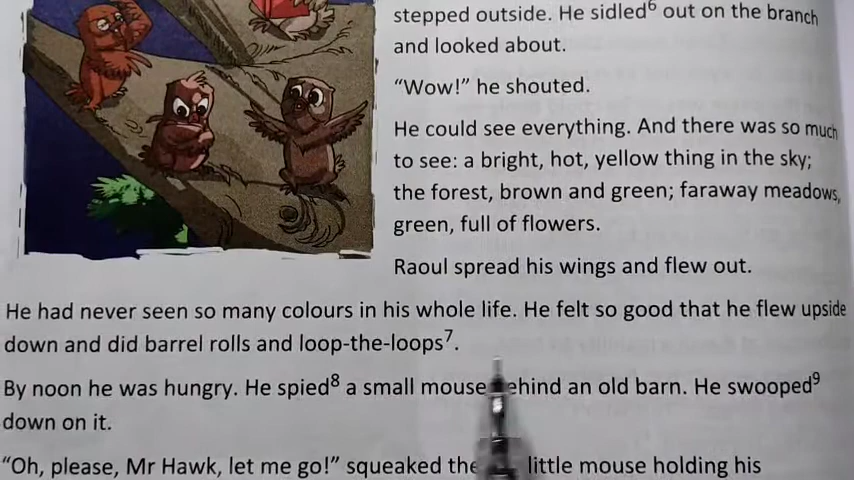 stepped outside. He sidled⁶ out on the branch
and looked about.
“Wow!” he shouted.
He could see everything. And there was so much
to see: a bright, hot, yellow thing in the sky;
the forest, brown and green; faraway meadows,
green, full of flowers.
Raoul spread his wings and flew out.
He had never seen so many colours in his whole life. He felt so good that he flew upside
down and did barrel rolls and loop-the-loops⁷.
By noon he was hungry. He spied⁸ a small mouse behind an old barn. He swooped⁹
down on it.
“Oh, please, Mr Hawk, let me go!” squeaked the little mouse holding his